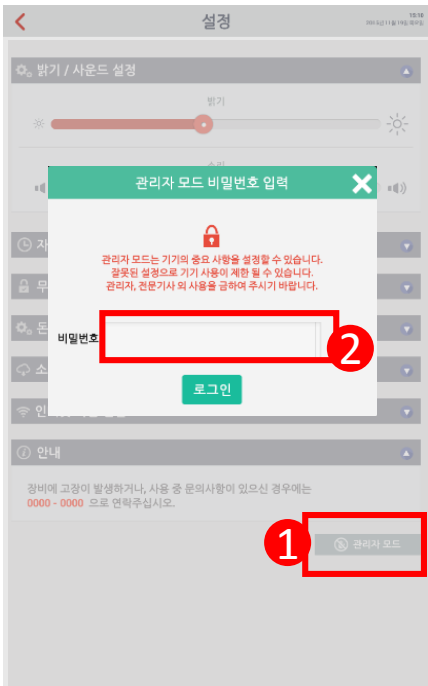 설정
밝기 / 사운드 설정
밝기
관리자 모드 비밀번호 입력
관리자 모드는 기기의 중요 사항을 설정할 수 있습니다.
잘못된 설정으로 기기 사용이 제한 될 수 있습니다.
관리자, 전문기사 외 사용을 금하여 주시기 바랍니다.
비밀번호
2
로그인
안내
장비에 고장이 발생하거나, 사용 중 문의사항이 있으신 경우에는
0000 - 0000 으로 연락주십시오.
1
관리자 모드